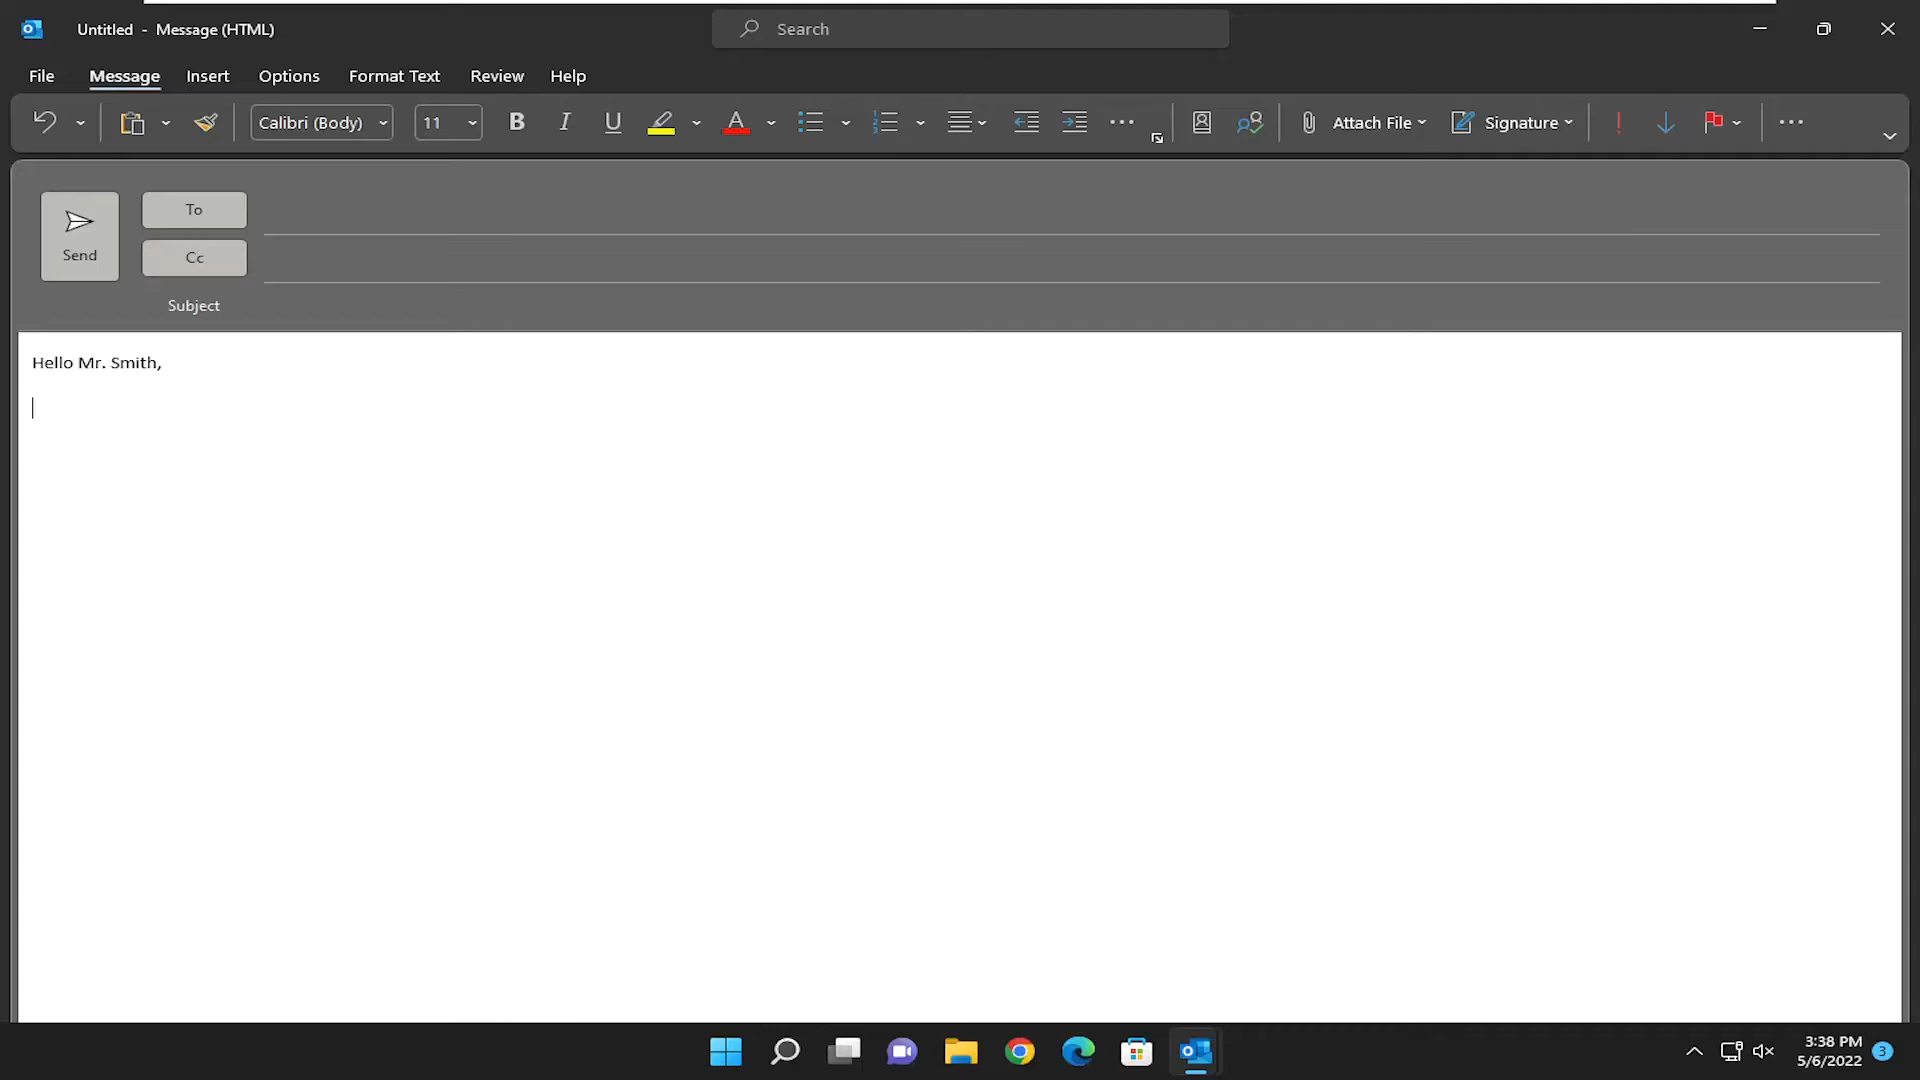 Untitled - Message (HTML)
Search
File Message Insert Options Format Text Review Help
Calibri (Body) 11 B I U A Attach File Signature
To
Send
Cc
Subject
Hello Mr. Smith,
3:38 PM
5/6/2022 3